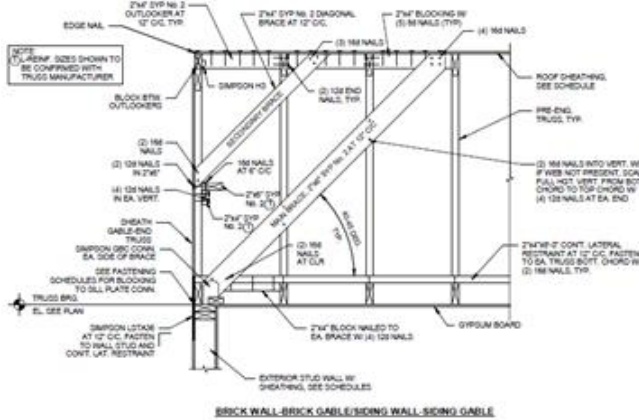 2"x4" SYP No. 2
OUTLOOKER AT
12" C/C, TYP.
2"x4" SYP No. 2 DIAGONAL
BRACE AT 12" C/C
2"x4" BLOCKING W/
(5) 8d NAILS (TYP)
EDGE NAIL
(3) 16d NAILS
(4) 16d NAILS
NOTE
L-REINF. SIZES SHOWN TO
BE CONFIRMED WITH
TRUSS MANUFACTURER
SIMPSON H3
BLOCK BTW.
OUTLOOKERS
(2) 12d END
NAILS, TYP.
ROOF SHEATHING,
SEE SCHEDULE
PRE-ENG.
TRUSS, TYP.
SECONDARY BRACE
(2) 16d
NAILS
16d NAILS
AT 6" C/C
(2) 12d NAILS
IN 2"x6"
(4) 12d NAILS
IN EA. VERT.
2"x6" SYP
No. 2
2"x4" SYP
No. 2
MAIN BRACE, 2"x6" SYP No. 2 AT 12" C/C
40-45 DEG
TYP.
(2) 16d NAILS INTO VERT.
IF WEB NOT PRESENT,
FULL HGT. VERT. FROM
CHORD TO TOP CHORD
(4) 12d NAILS AT EA. END
SHEATH
GABLE-END
TRUSS
SIMPSON GBC CONN.
EA. SIDE OF BRACE
(2) 16d
NAILS
AT CLR
SEE FASTENING
SCHEDULES FOR BLOCKING
TO SILL PLATE CONN.
CONT. LATERAL
RESTRAINT AT 12" C/C, FASTEN
TO EA. TRUSS BOTT. CHORD
(2) 16d NAILS, TYP.
TRUSS BRG.
EL. SEE PLAN
SIMPSON LSTA36
AT 12" C/C, FASTEN
TO WALL STUD AND
CONT. LAT. RESTRAINT
2"x4" BLOCK NAILED TO
EA. BRACE W/ (4) 12d NAILS
GYPSUM BOARD
EXTERIOR STUD WALL W/
SHEATHING, SEE SCHEDULES
BRICK WALL-BRICK GABLE/SIDING WALL-SIDING GABLE